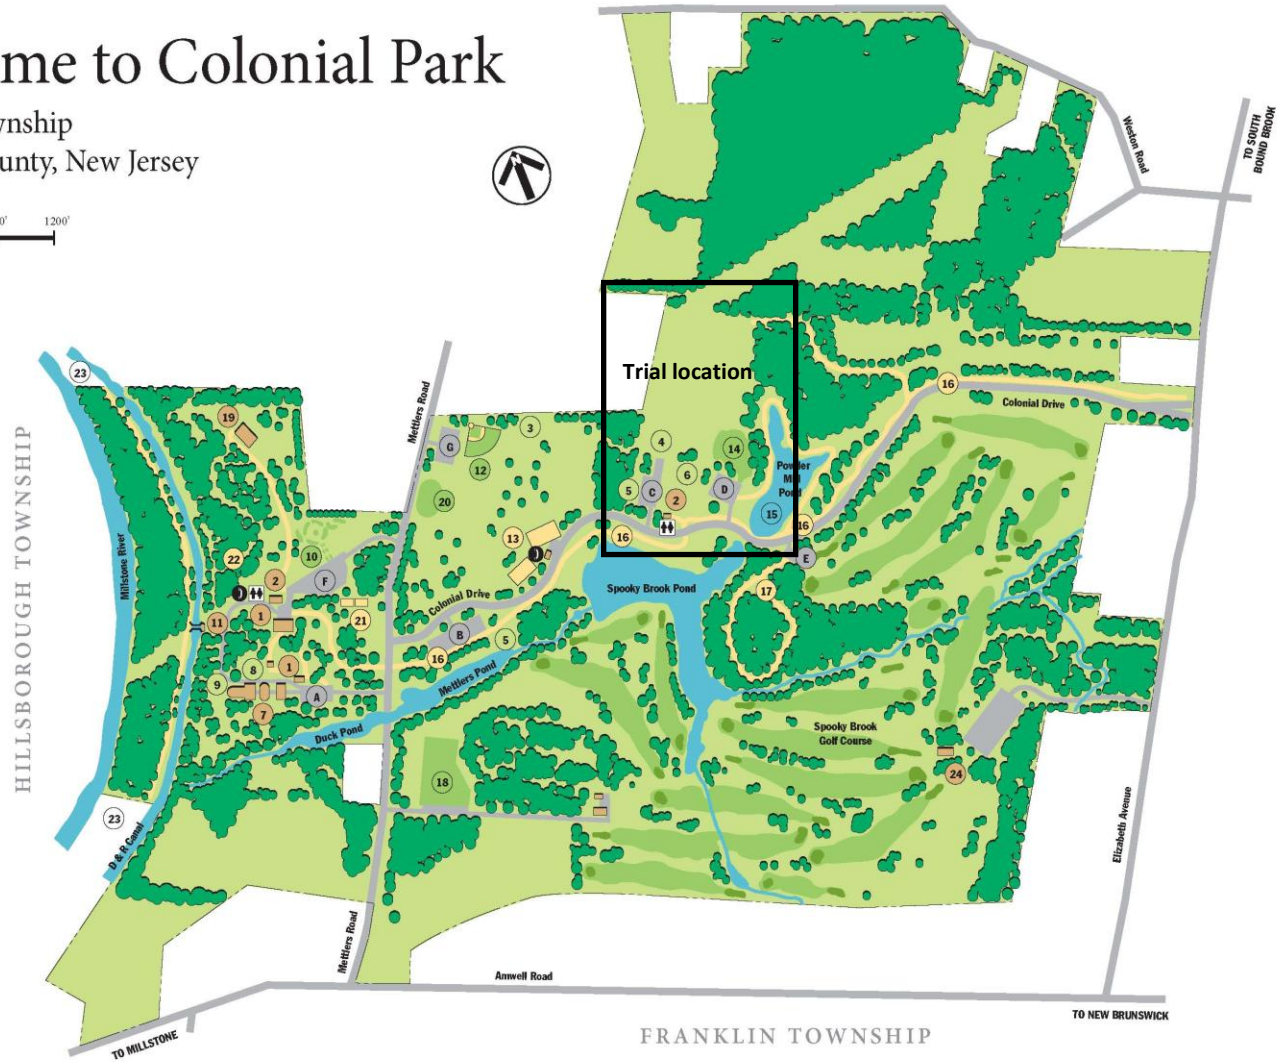 me to Colonial Park
wnship
unty, New Jersey
N
0' 1200'
Weston Road
TO SOUTH
BOUND BROOK
Trial location
23
19
Mettlers Road
G
3
12
20
4
5
C
6
2
14
D
Powder
Mill
Pond
15
16
Colonial Drive
HILLSBOROUGH TOWNSHIP
Millstone River
22
10
2
F
11
1
21
13
16
16
E
Colonial Drive
B
5
16
Spooky Brook Pond
17
8
1
9
A
7
Mettlers Pond
Duck Pond
18
Spooky Brook
Golf Course
24
23
D & R Canal
Elizabeth Avenue
Mettlers Road
Amwell Road
TO MILLSTONE
TO NEW BRUNSWICK
FRANKLIN TOWNSHIP